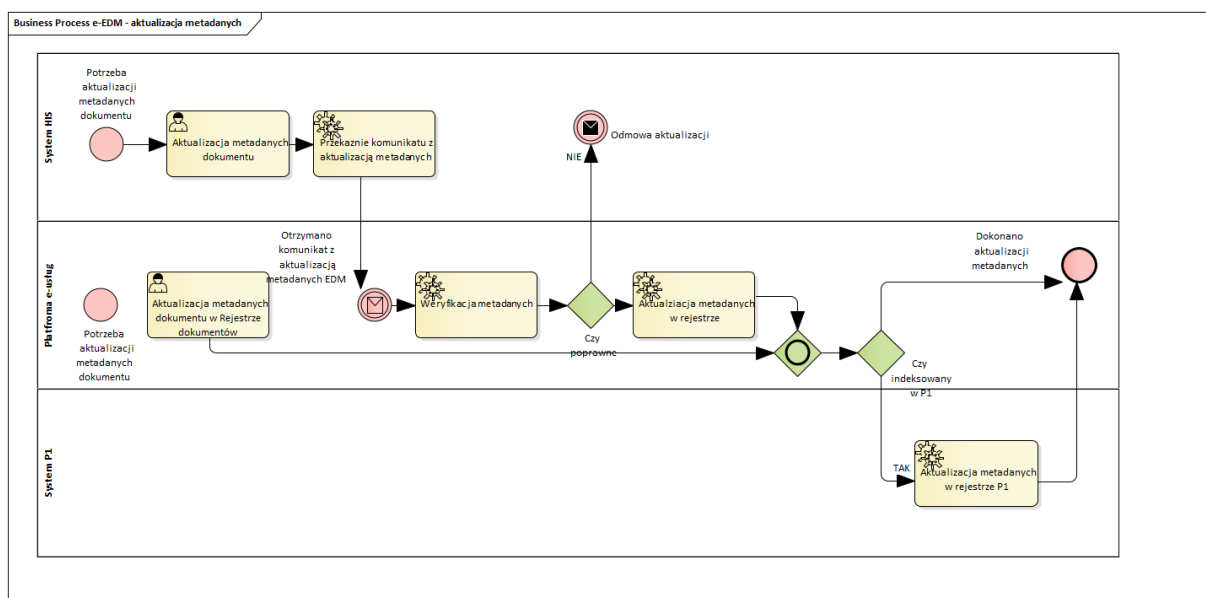 Business Process e-EDM - aktualizacja metadanych
System HIS
Potrzeba
aktualizacji
metadanych
dokumentu
Aktualizacja metadanych
dokumentu
Przekaznie komunikatu z
aktualizacją metadanych
NIE
Odmowa aktualizacji
Platfroma e-usług
Potrzeba
aktualizacji
metadanych
dokumentu
Aktualizacja metadanych
dokumentu w Rejestrze
dokumentów
Otrzymano
komunikat z
aktualizacją
metadanych EDM
Weryfikacja metadanych
Czy
poprawne
Aktualziacja metadanych
w rejestrze
Czy
indeksowany
w P1
Dokonano
aktualizacji
metadanych
System P1
TAK
Aktualizacja metadanych
w rejestrze P1